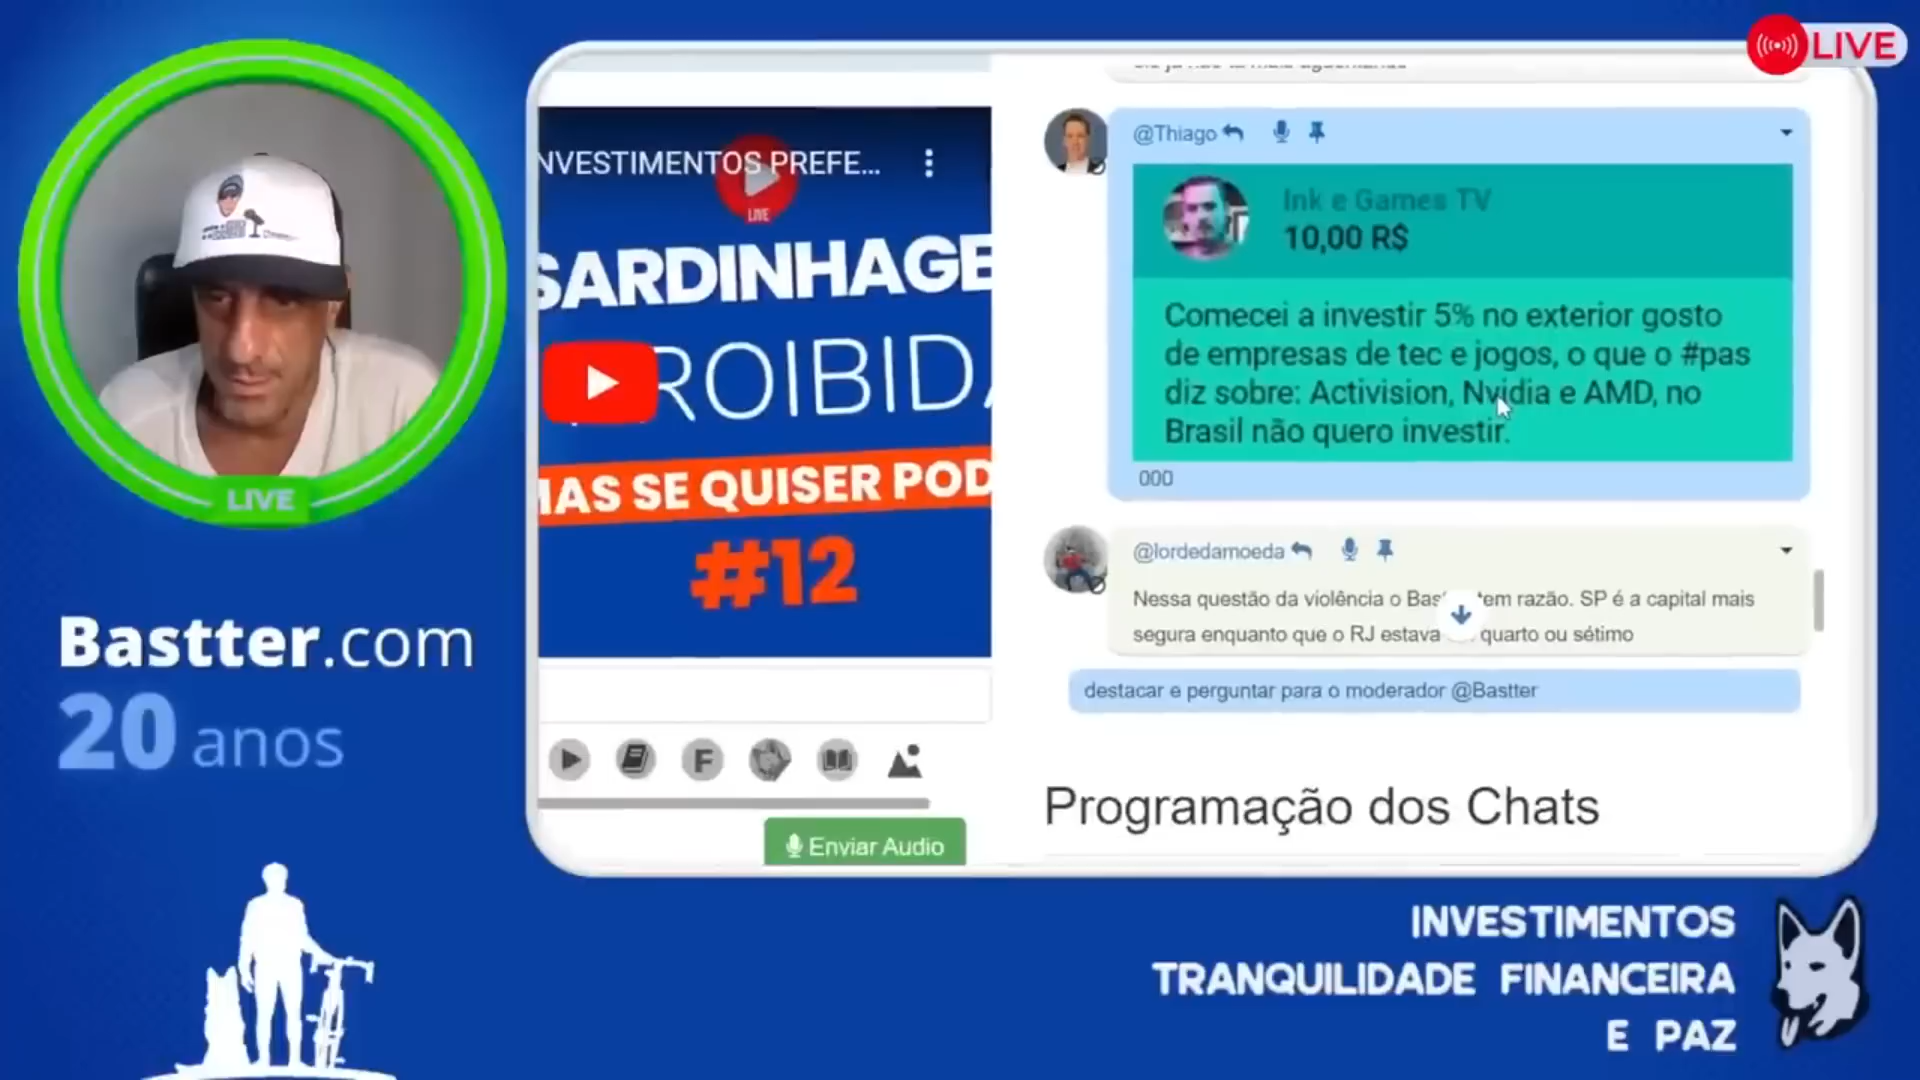 LIVE
NVESTIMENTOS PREFE...
LIVE
SARDINHAGE
ROIBIDA
MAS SE QUISER POD
#12
Enviar Audio
@Thiago
Ink e Games TV
10,00 R$
Comecei a investir 5% no exterior gosto
de empresas de tec e jogos, o que o #pas
diz sobre: Activision, Nvidia e AMD, no
Brasil não quero investir.
000
@lordedamoeda
Nessa questão da violência o Bas tem razão. SP é a capital mais
segura enquanto que o RJ estava quarto ou sétimo
destacar e perguntar para o moderador @Bastter
Programação dos Chats
LIVE
Bastter.com
20 anos
INVESTIMENTOS
TRANQUILIDADE FINANCEIRA
E PAZ